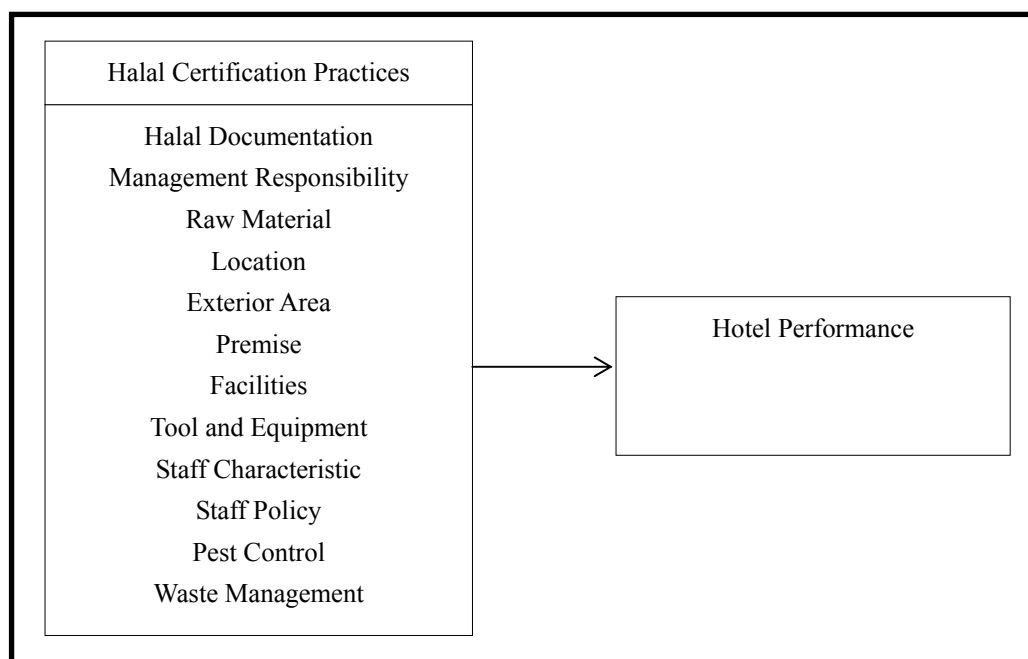 Halal Certification Practices
Halal Documentation
Management Responsibility
Raw Material
Location
Exterior Area
Premise
Facilities
Tool and Equipment
Staff Characteristic
Staff Policy
Pest Control
Waste Management
Hotel Performance